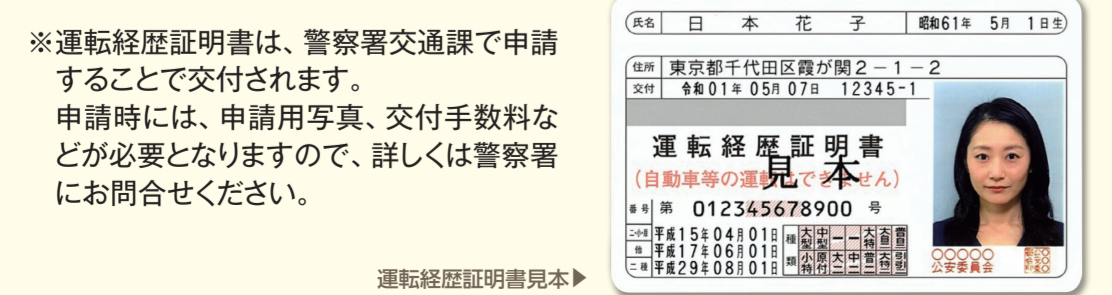 ※運転経歴証明書は、警察署交通課で申請
することで交付されます。
申請時には、申請用写真、交付手数料な
どが必要となりますので、詳しくは警察署
にお問合せください。
運転経歴証明書見本▶
氏名 日本花子 昭和61年 5月 1日生
住所 東京都千代田区霞が関2－1－2
交付 令和01年05月07日 12345-1
運転経歴証明書
見本
(自動車等の運転はできません)
番号 第 012345678900 号
二・小・原 平成15年04月01日
他 平成17年06月01日
二種 平成29年08月01日
種類
大型 中型 ー ー 大特 大自二 普自二
小特 原付 大二 中二 普二 大特二 引引二
○○○○○
公安委員会